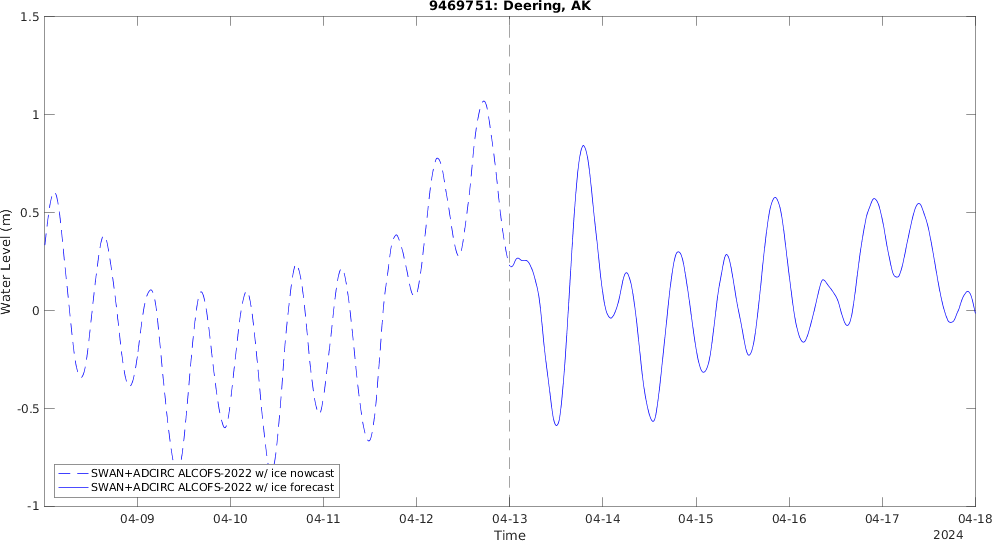 9469751: Deering, AK
1.5
1
0.5
0
-0.5
-1
Water Level (m)
SWAN+ADCIRC ALCOFS-2022 w/ ice nowcast
SWAN+ADCIRC ALCOFS-2022 w/ ice forecast
04-09 04-10 04-11 04-12 04-13 04-14 04-15 04-16 04-17 04-18
Time
2024